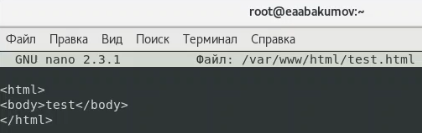 root@eaabakumov:~
Файл Правка Вид Поиск Терминал Справка
GNU nano 2.3.1 Файл: /var/www/html/test.html
<html>
<body>test</body>
</html>